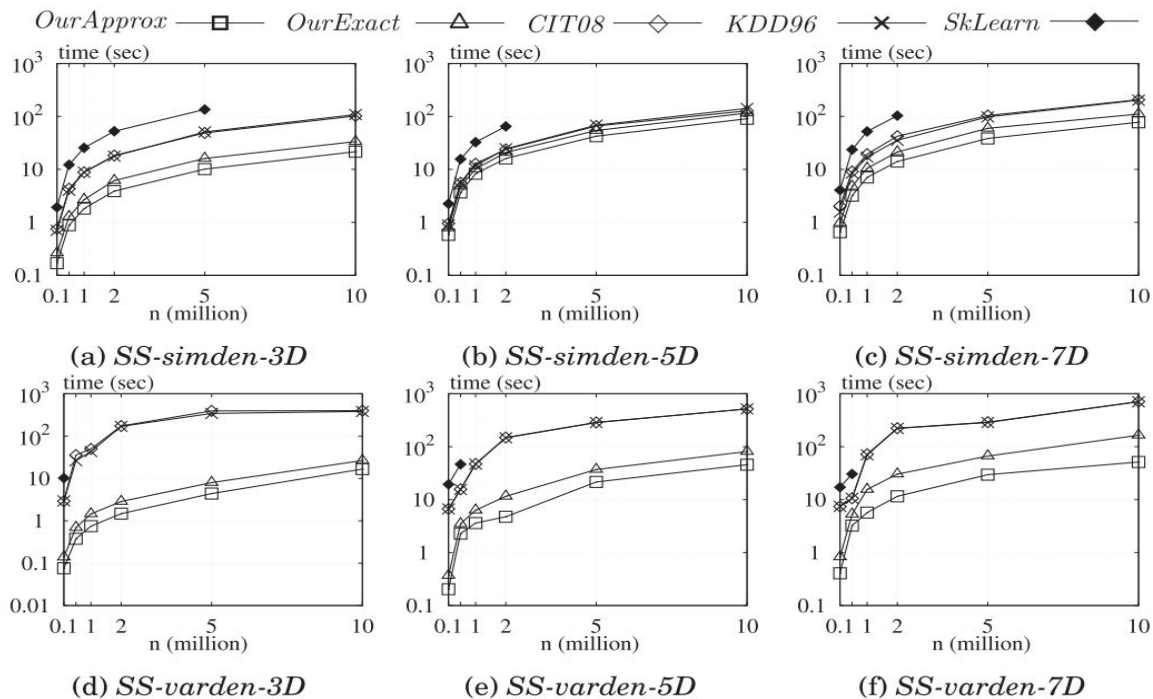 OurApprox OurExact CIT08 KDD96 SkLearn
time (sec) time (sec) time (sec)
10³ 10³ 10³
10² 10² 10²
10 10 10
1 1 1
0.1 0.1 0.1
0.1 1 2 5 10 0.1 1 2 5 10 0.1 1 2 5 10
n (million) n (million) n (million)
(a) SS-simden-3D (b) SS-simden-5D (c) SS-simden-7D
time (sec) time (sec) time (sec)
10³ 10³ 10³
10² 10² 10²
10 10 10
1 1 1
0.1
0.01 0.1 0.1
0.1 1 2 5 10 0.1 1 2 5 10 0.1 1 2 5 10
n (million) n (million) n (million)
(d) SS-varden-3D (e) SS-varden-5D (f) SS-varden-7D